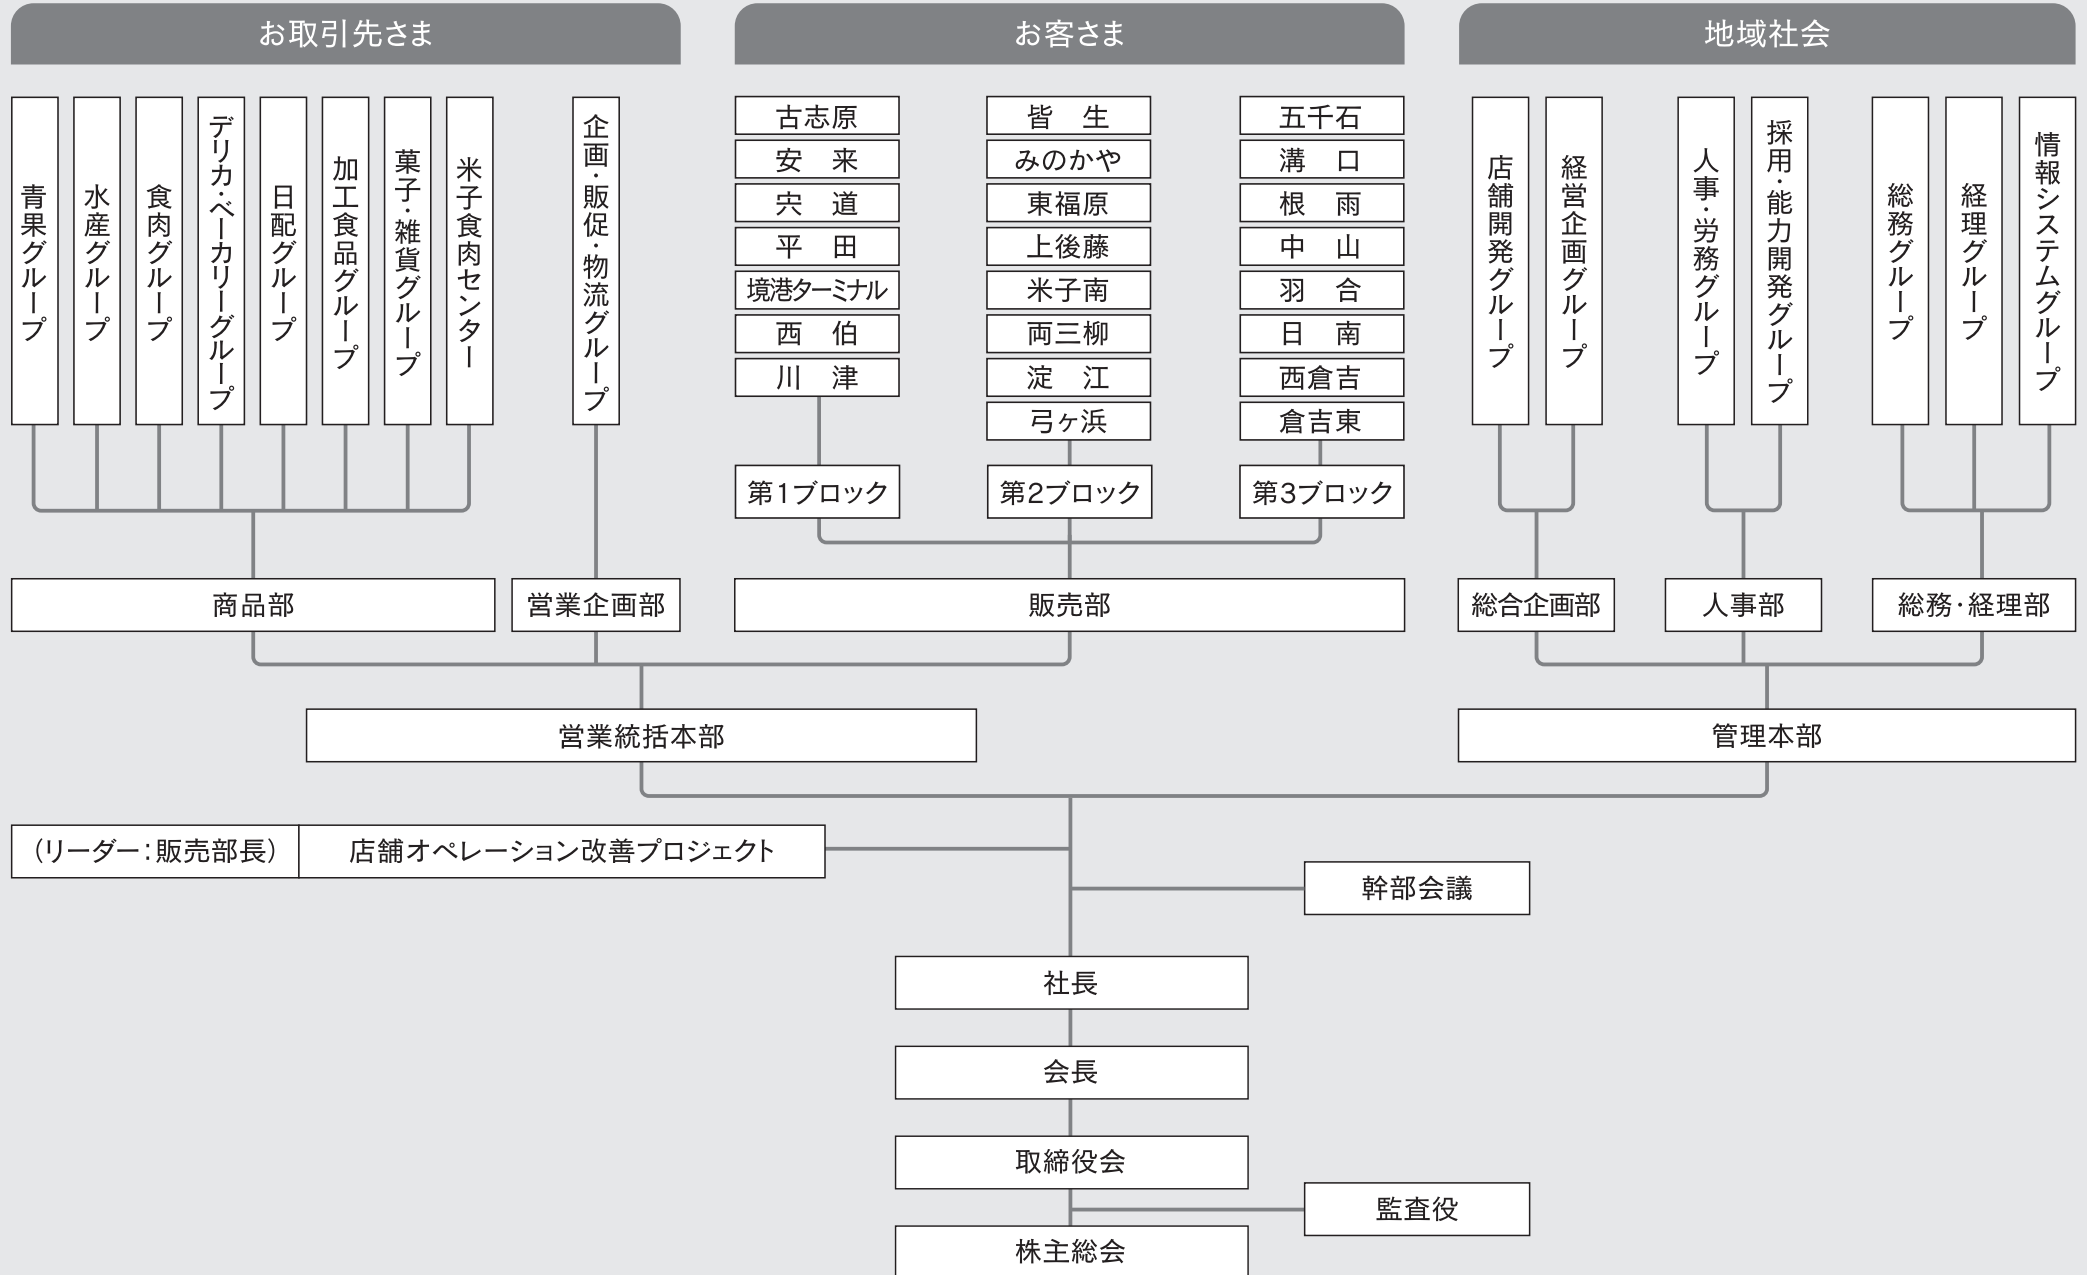 お取引先さま
お客さま
地域社会
青果グループ
水産グループ
食肉グループ
デリカ・ベーカリーグループ
日配グループ
加工食品グループ
菓子・雑貨グループ
米子食肉センター
企画・販促・物流グループ
古志原
安　来
宍　道
平　田
境港ターミナル
西　伯
川　津
第1ブロック
皆　生
みのかや
東福原
上後藤
米子南
両三柳
淀　江
弓ヶ浜
第2ブロック
五千石
溝　口
根　雨
中　山
羽　合
日　南
西倉吉
倉吉東
第3ブロック
店舗開発グループ
経営企画グループ
人事・労務グループ
採用・能力開発グループ
総務グループ
経理グループ
情報システムグループ
商品部
営業企画部
販売部
総合企画部
人事部
総務・経理部
営業統括本部
管理本部
（リーダー：販売部長）
店舗オペレーション改善プロジェクト
幹部会議
社長
会長
取締役会
監査役
株主総会